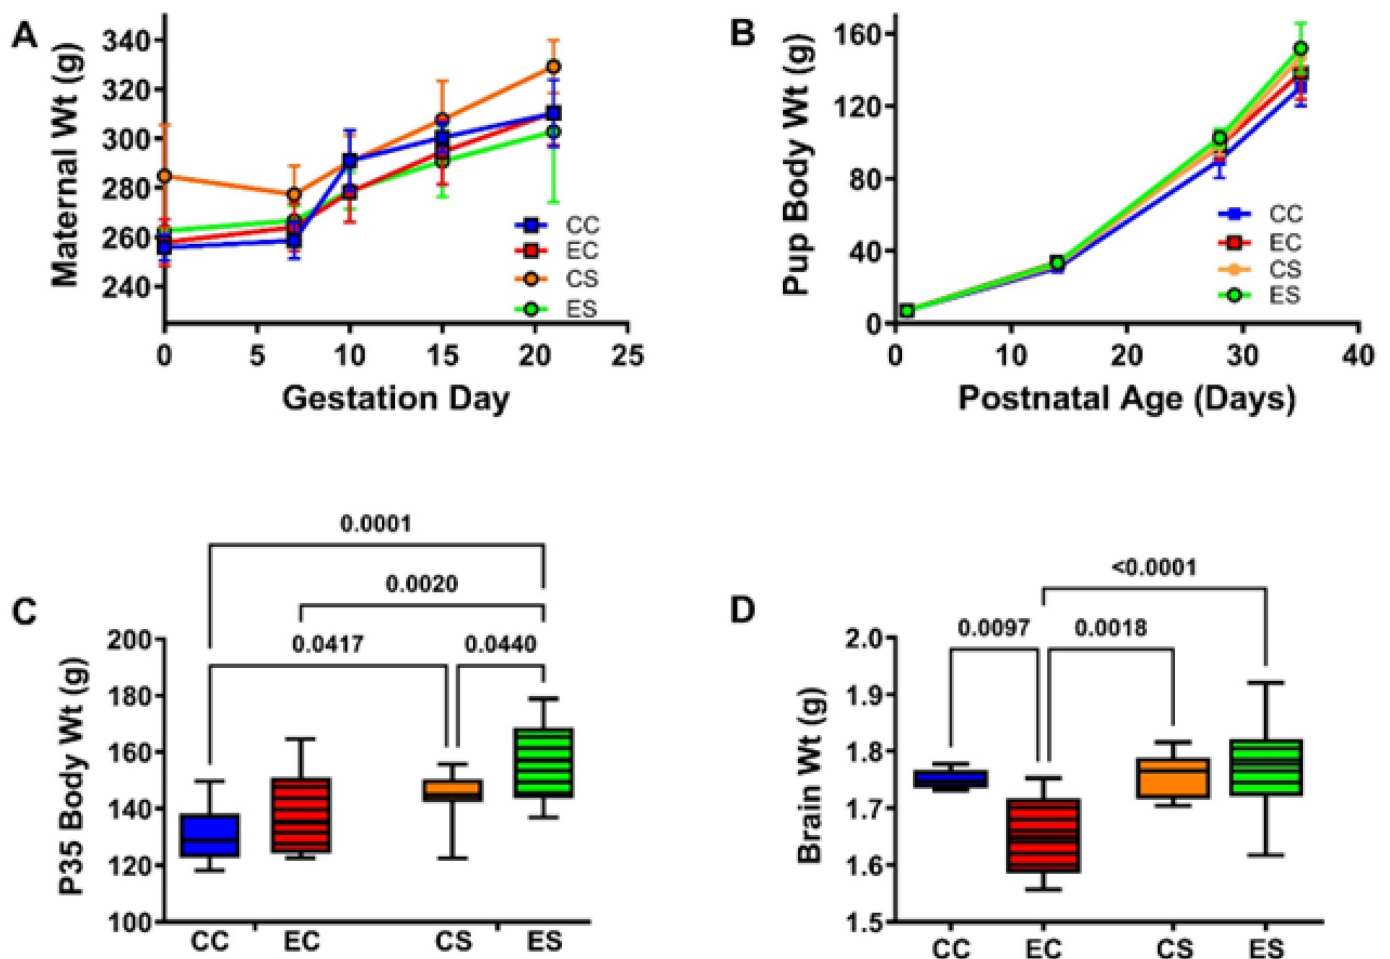 A
Maternal Wt (g)
340
320
300
280
260
240
0 5 10 15 20 25
Gestation Day
CC
EC
CS
ES
B
Pup Body Wt (g)
160
120
80
40
0
0 10 20 30 40
Postnatal Age (Days)
CC
EC
CS
ES
C
P35 Body Wt (g)
0.0001
0.0020
0.0417 0.0440
200
180
160
140
120
100
CC EC CS ES
D
Brain Wt (g)
<0.0001
0.0097 0.0018
2.0
1.9
1.8
1.7
1.6
1.5
CC EC CS ES